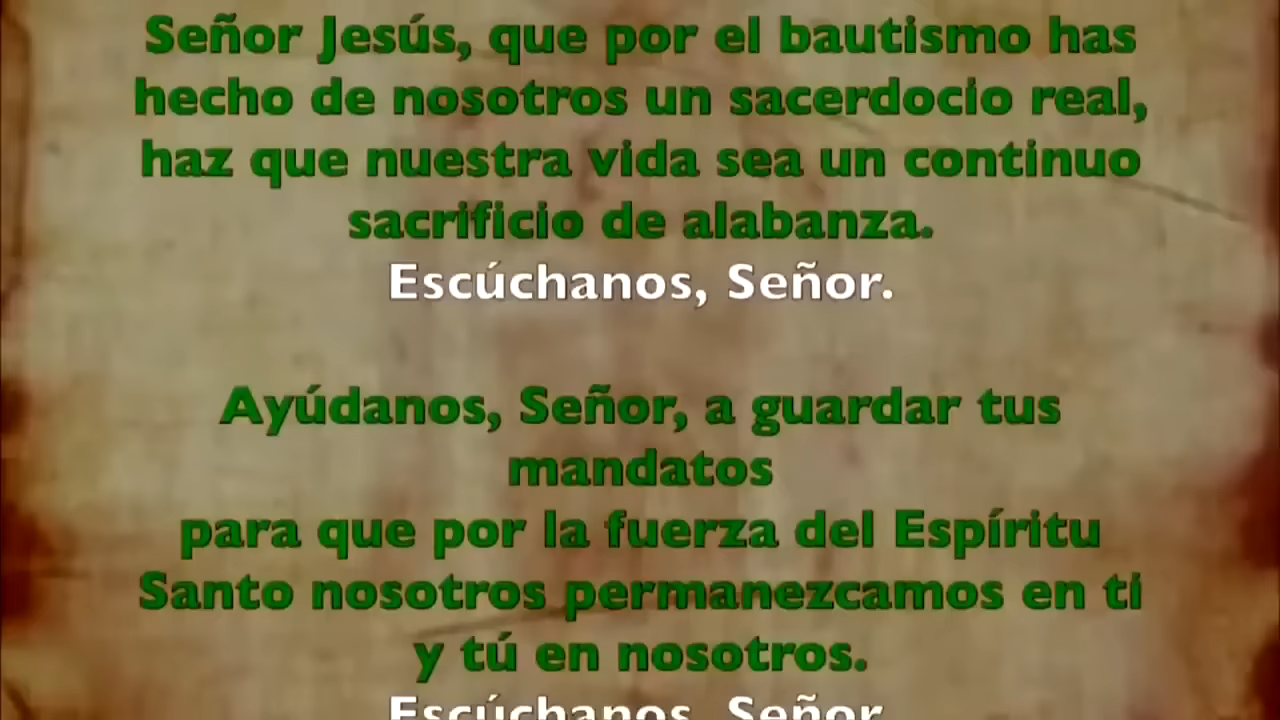 Señor Jesús, que por el bautismo has
hecho de nosotros un sacerdocio real,
haz que nuestra vida sea un continuo
sacrificio de alabanza.
Escúchanos, Señor.
Ayúdanos, Señor, a guardar tus
mandatos
para que por la fuerza del Espíritu
Santo nosotros permanezcamos en ti
y tú en nosotros.
Escúchanos, Señor.